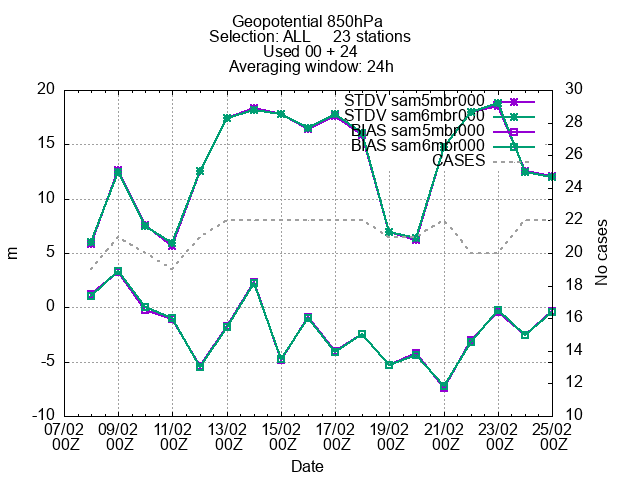 Geopotential 850hPa
Selection: ALL     23 stations
Used 00 + 24
Averaging window: 24h
STDV sam5mbr000
STDV sam6mbr000
BIAS sam5mbr000
BIAS sam6mbr000
CASES
20
15
10
5
0
-5
-10
m
30
28
26
24
22
20
18
16
14
12
10
No cases
07/02 09/02 11/02 13/02 15/02 17/02 19/02 21/02 23/02 25/02
00Z 00Z 00Z 00Z 00Z 00Z 00Z 00Z 00Z 00Z
Date